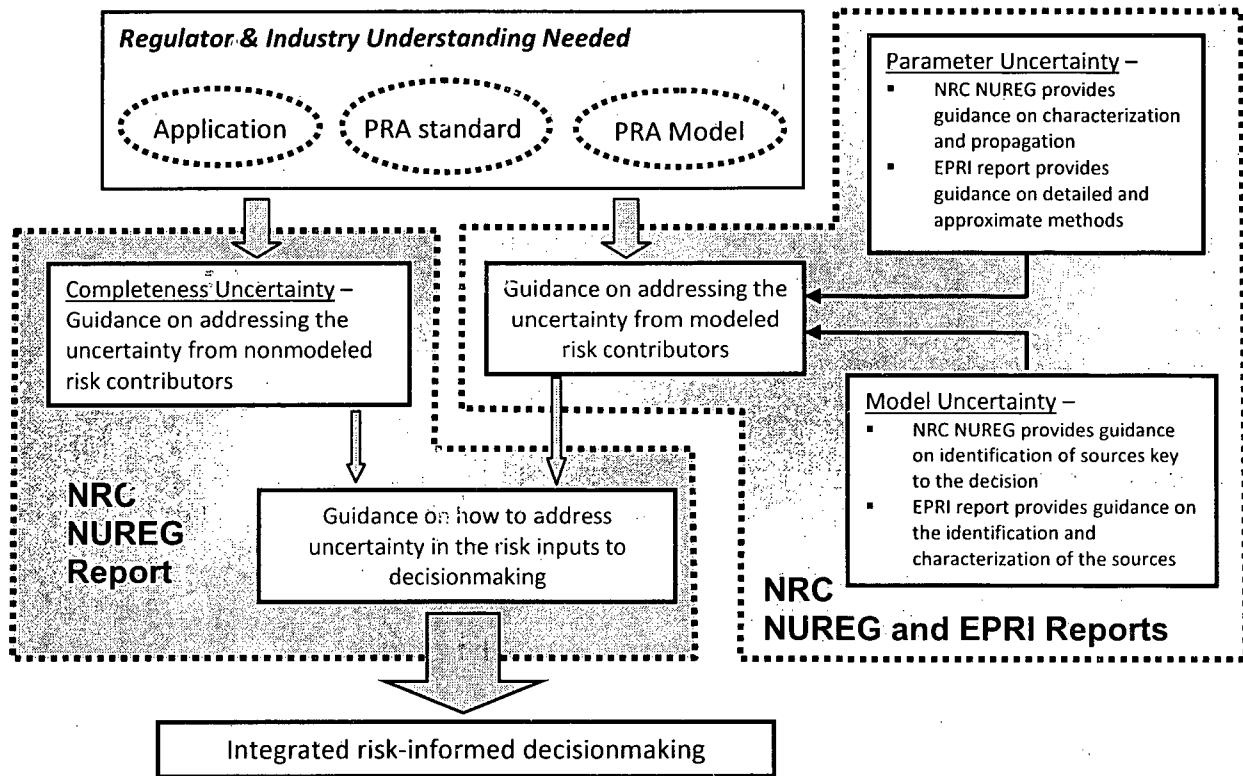 Regulator & Industry Understanding Needed
Application
PRA standard
PRA Model
Parameter Uncertainty –
▪ NRC NUREG provides
guidance on characterization
and propagation
▪ EPRI report provides
guidance on detailed and
approximate methods
Completeness Uncertainty –
Guidance on addressing the
uncertainty from nonmodeled
risk contributors
Guidance on addressing the
uncertainty from modeled
risk contributors
Model Uncertainty –
▪ NRC NUREG provides guidance
on identification of sources key
to the decision
▪ EPRI report provides guidance on
the identification and
characterization of the sources
NRC
NUREG
Report
Guidance on how to address
uncertainty in the risk inputs to
decisionmaking
NRC
NUREG and EPRI Reports
Integrated risk-informed decisionmaking